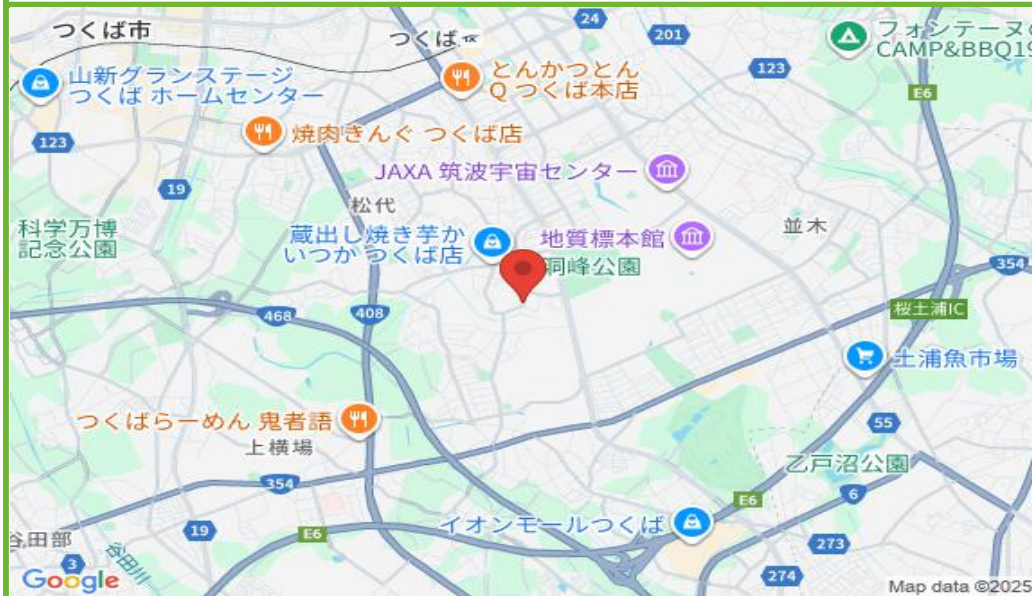 つくば市
つくば
24
201
フォンテーヌの
CAMP&BBQ19
山新グランステージ
つくば ホームセンター
とんかつとん
Q つくば本店
123
E6
123
焼肉きんぐ つくば店
JAXA 筑波宇宙センター
19
松代
科学万博
記念公園
蔵出し焼き芋か
いつか つくば店
地質標本館
並木
洞峰公園
354
468
408
桜土浦IC
土浦魚市場
つくばらーめん 鬼者語
上横場
55
乙戸沼公園
354
6
E6
19
E6
イオンモールつくば
谷田部
273
3
谷田川
274
Google
Map data ©2025